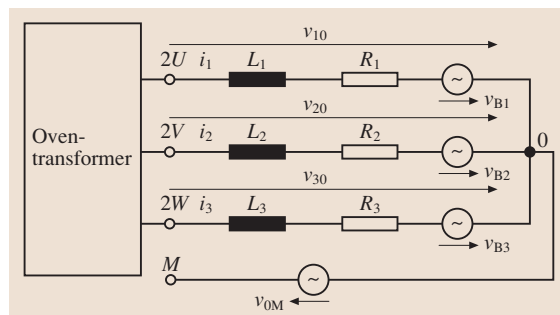 v10
2U i1 L1 R1
~
vB1
v20
Oven-
transformer
2V i2 L2 R2
~
0
vB2
v30
2W i3 L3 R3
~
vB3
M
~
v0M